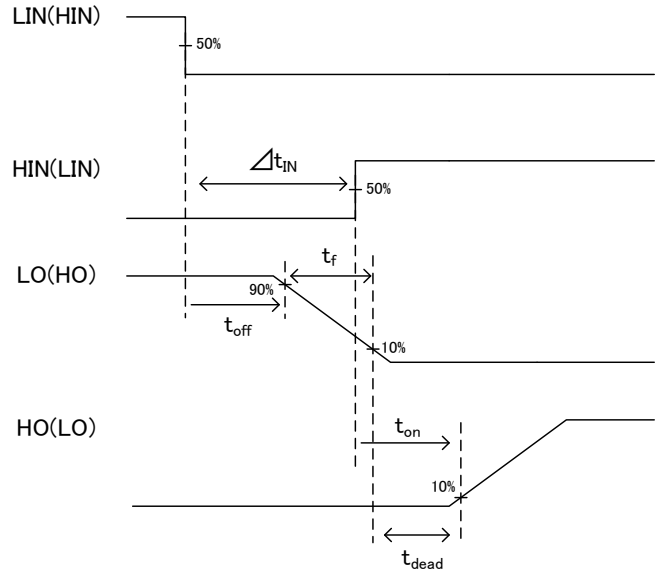 LIN(HIN)
50%
⊿tIN
HIN(LIN)
50%
LO(HO)
tf
90%
toff
10%
HO(LO)
ton
10%
tdead